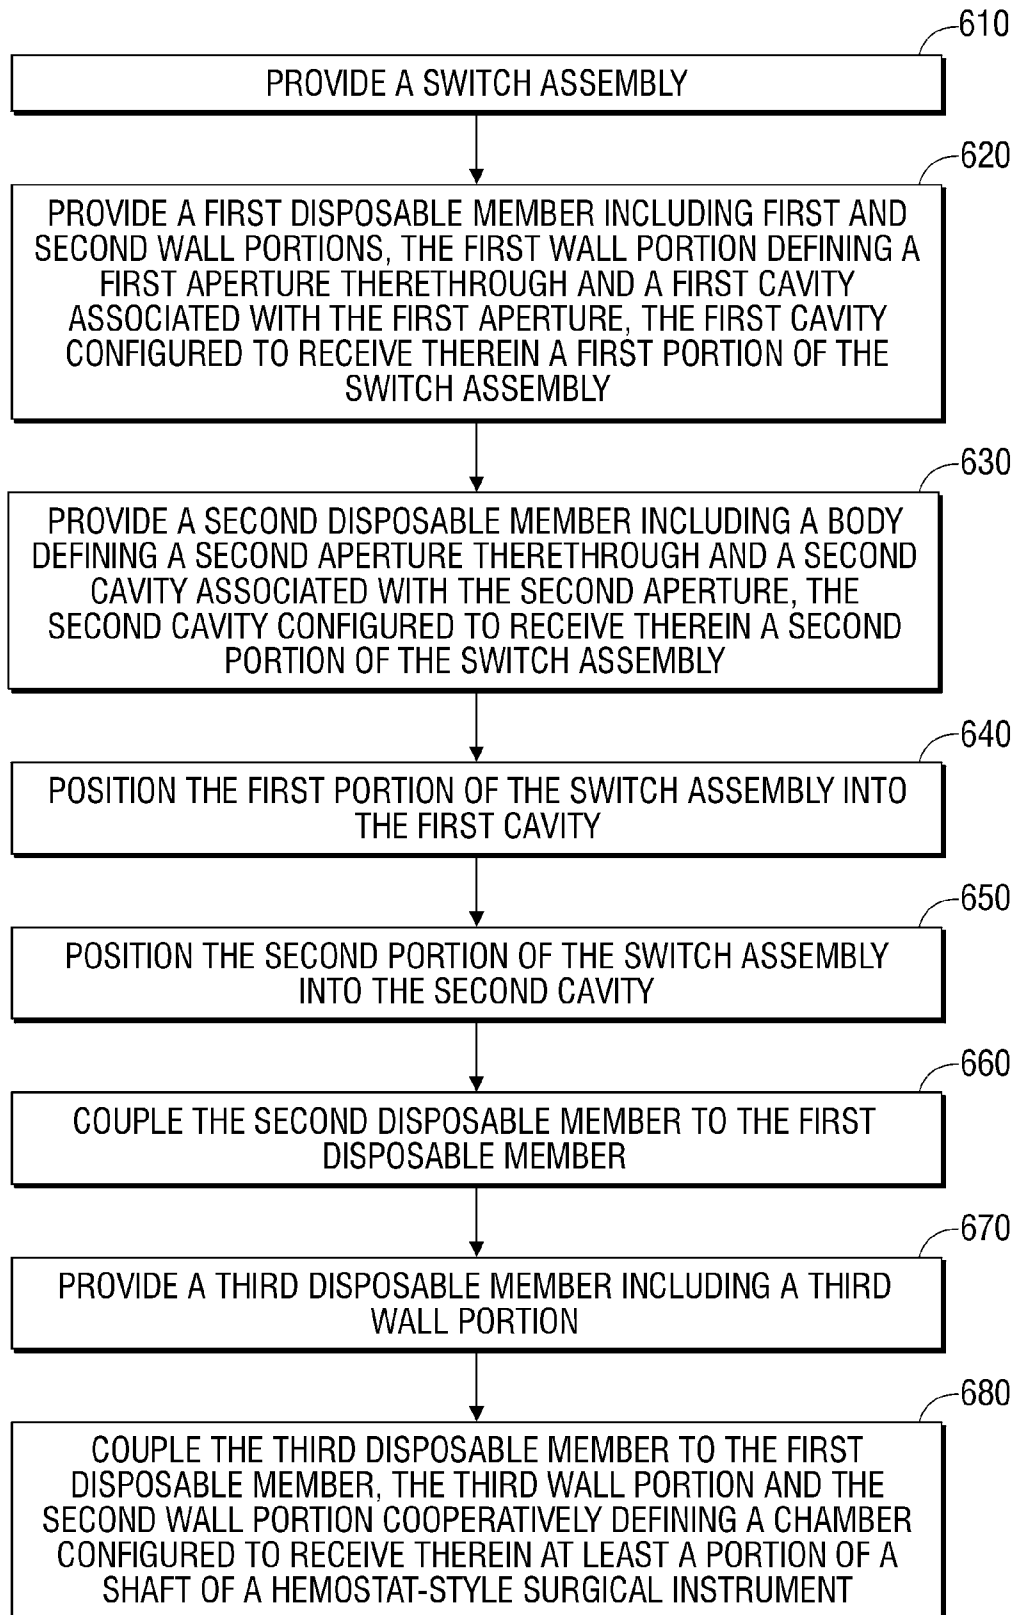 610
PROVIDE A SWITCH ASSEMBLY
620
PROVIDE A FIRST DISPOSABLE MEMBER INCLUDING FIRST AND
SECOND WALL PORTIONS, THE FIRST WALL PORTION DEFINING A
FIRST APERTURE THERETHROUGH AND A FIRST CAVITY
ASSOCIATED WITH THE FIRST APERTURE, THE FIRST CAVITY
CONFIGURED TO RECEIVE THEREIN A FIRST PORTION OF THE
SWITCH ASSEMBLY
630
PROVIDE A SECOND DISPOSABLE MEMBER INCLUDING A BODY
DEFINING A SECOND APERTURE THERETHROUGH AND A SECOND
CAVITY ASSOCIATED WITH THE SECOND APERTURE, THE
SECOND CAVITY CONFIGURED TO RECEIVE THEREIN A SECOND
PORTION OF THE SWITCH ASSEMBLY
640
POSITION THE FIRST PORTION OF THE SWITCH ASSEMBLY INTO
THE FIRST CAVITY
650
POSITION THE SECOND PORTION OF THE SWITCH ASSEMBLY
INTO THE SECOND CAVITY
660
COUPLE THE SECOND DISPOSABLE MEMBER TO THE FIRST
DISPOSABLE MEMBER
670
PROVIDE A THIRD DISPOSABLE MEMBER INCLUDING A THIRD
WALL PORTION
680
COUPLE THE THIRD DISPOSABLE MEMBER TO THE FIRST
DISPOSABLE MEMBER, THE THIRD WALL PORTION AND THE
SECOND WALL PORTION COOPERATIVELY DEFINING A CHAMBER
CONFIGURED TO RECEIVE THEREIN AT LEAST A PORTION OF A
SHAFT OF A HEMOSTAT-STYLE SURGICAL INSTRUMENT